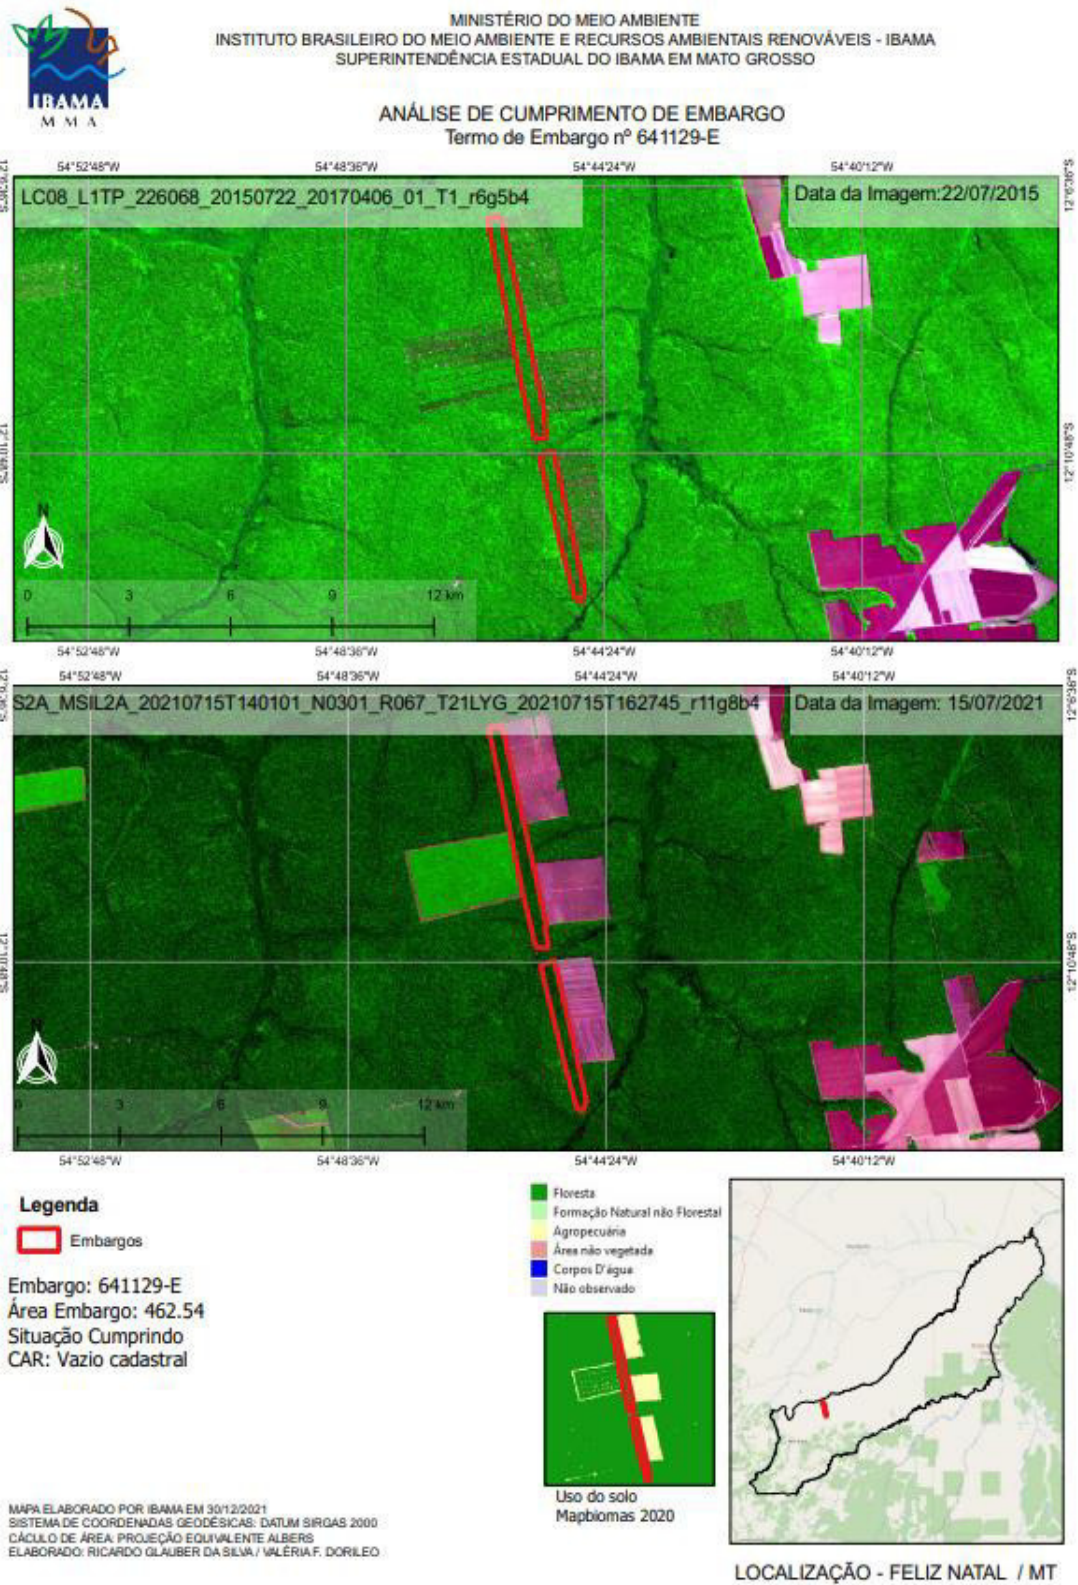 MINISTÉRIO DO MEIO AMBIENTE
INSTITUTO BRASILEIRO DO MEIO AMBIENTE E RECURSOS AMBIENTAIS RENOVÁVEIS - IBAMA
SUPERINTENDÊNCIA ESTADUAL DO IBAMA EM MATO GROSSO
IBAMA
M M A
ANÁLISE DE CUMPRIMENTO DE EMBARGO
Termo de Embargo nº 641129-E
54°52'48"W 54°48'36"W 54°44'24"W 54°40'12"W
LC08_L1TP_226068_20150722_20170406_01_T1_r6g5b4
Data da Imagem:22/07/2015
12°6'36"S
12°10'48"S
12°10'48"S
N
0 3 6 9 12 km
54°52'48"W 54°48'36"W 54°44'24"W 54°40'12"W
54°52'48"W 54°48'36"W 54°44'24"W 54°40'12"W
S2A_MSIL2A_20210715T140101_N0301_R067_T21LYG_20210715T162745_r11g8b4
Data da Imagem: 15/07/2021
12°6'36"S
12°10'48"S
12°10'48"S
N
0 3 6 9 12 km
54°52'48"W 54°48'36"W 54°44'24"W 54°40'12"W
Legenda
Embargos
Embargo: 641129-E
Área Embargo: 462.54
Situação Cumprindo
CAR: Vazio cadastral
Floresta
Formação Natural não Florestal
Agropecuária
Área não vegetada
Corpos D'água
Não observado
Uso do solo
Mapbiomas 2020
MAPA ELABORADO POR IBAMA EM 30/12/2021
SISTEMA DE COORDENADAS GEODÉSICAS: DATUM SIRGAS 2000
CÁCULO DE ÁREA: PROJEÇÃO EQUIVALENTE ALBERS
ELABORADO: RICARDO GLAUBER DA SILVA / VALÉRIA F. DORILEO
LOCALIZAÇÃO - FELIZ NATAL / MT